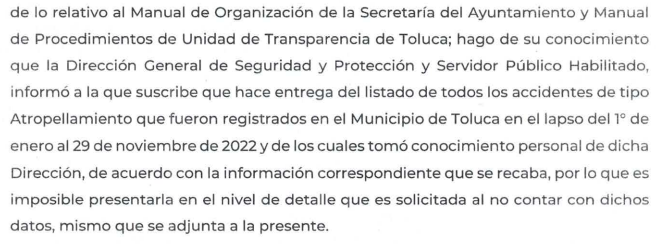 de lo relativo al Manual de Organización de la Secretaría del Ayuntamiento y Manual
de Procedimientos de Unidad de Transparencia de Toluca; hago de su conocimiento
que la Dirección General de Seguridad y Protección y Servidor Público Habilitado,
informó a la que suscribe que hace entrega del listado de todos los accidentes de tipo
Atropellamiento que fueron registrados en el Municipio de Toluca en el lapso del 1° de
enero al 29 de noviembre de 2022 y de los cuales tomó conocimiento personal de dicha
Dirección, de acuerdo con la información correspondiente que se recaba, por lo que es
imposible presentarla en el nivel de detalle que es solicitada al no contar con dichos
datos, mismo que se adjunta a la presente.